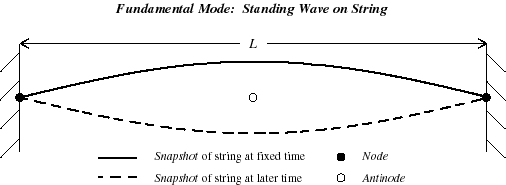 Fundamental Mode: Standing Wave on String
L
Snapshot of string at fixed time
Node
Snapshot of string at later time
Antinode